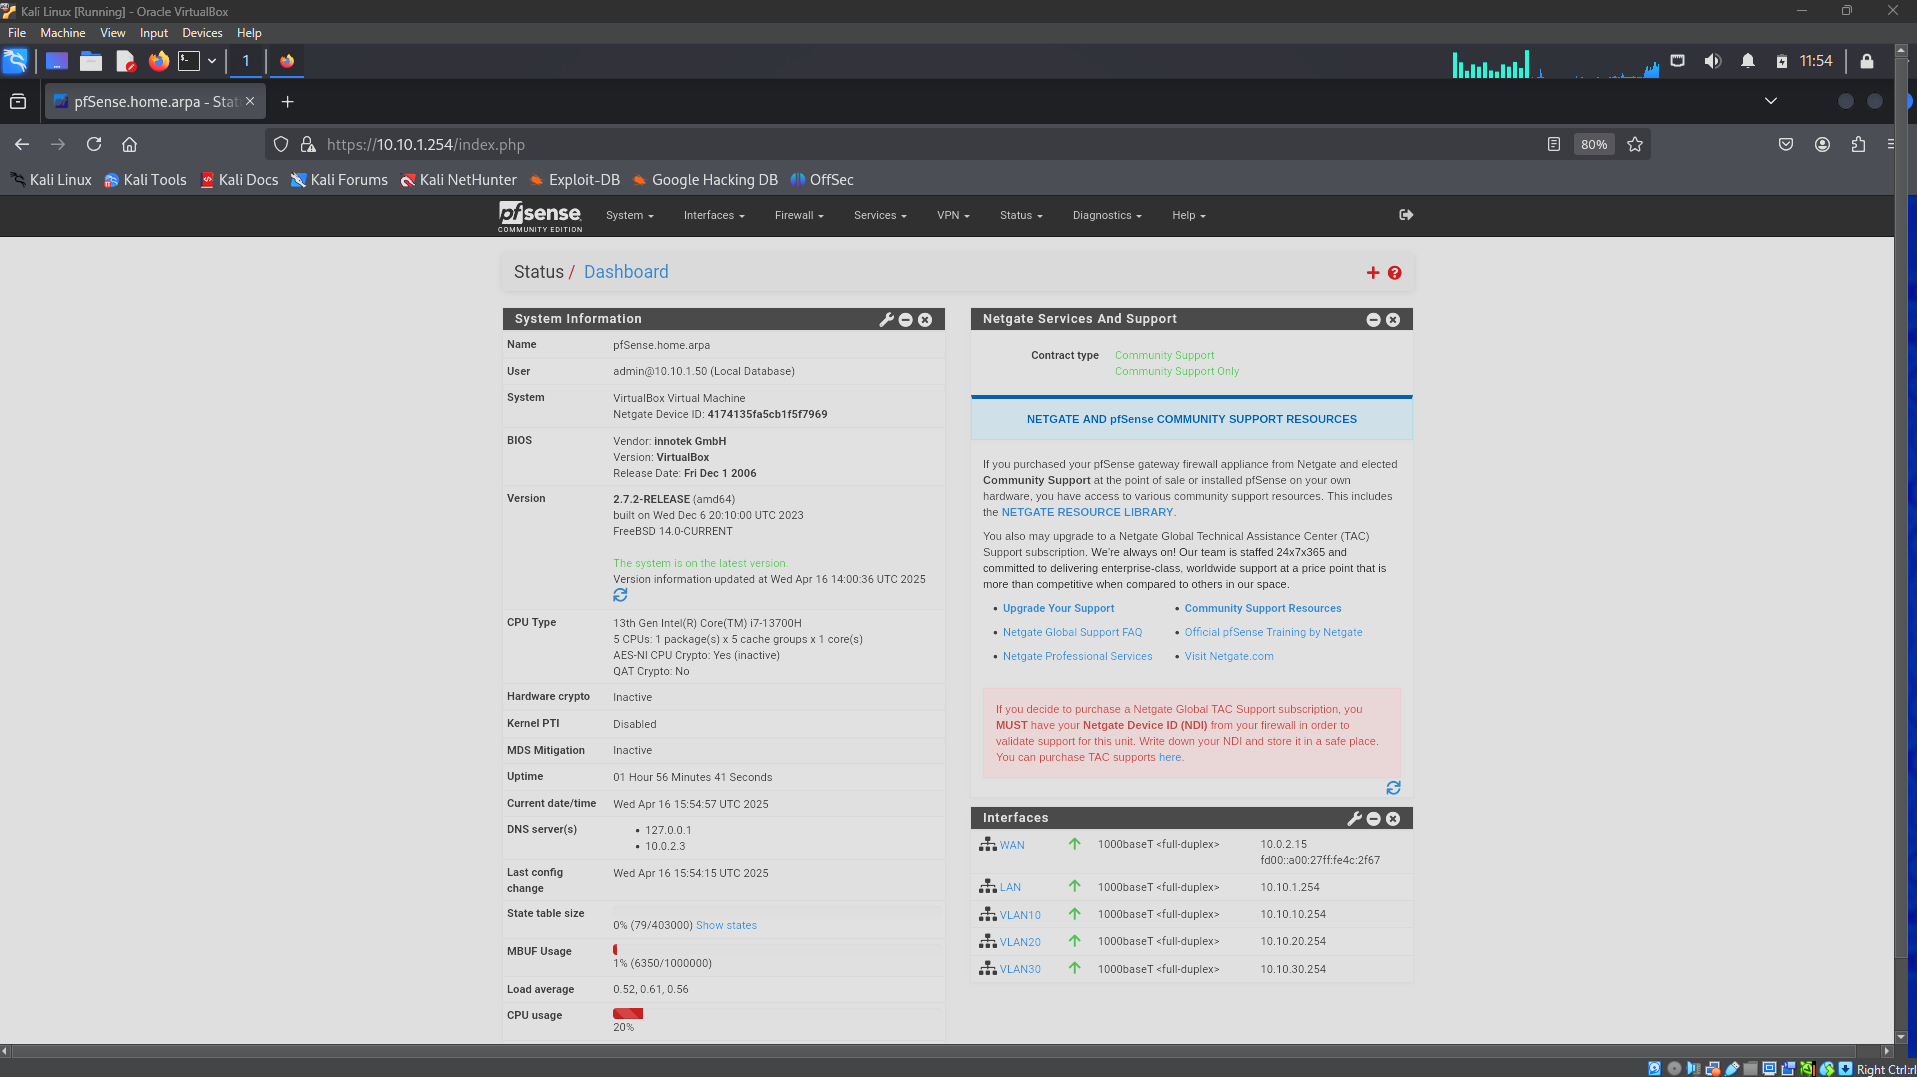 Kali Linux [Running] - Oracle VirtualBox
File Machine View Input Devices Help
1
11:54
pfSense.home.arpa - Stat
https://10.10.1.254/index.php
80%
Kali Linux Kali Tools Kali Docs Kali Forums Kali NetHunter Exploit-DB Google Hacking DB OffSec
pfsense
COMMUNITY EDITION
System Interfaces Firewall Services VPN Status Diagnostics Help
Status / Dashboard
System Information
Name pfSense.home.arpa
User admin@10.10.1.50 (Local Database)
System VirtualBox Virtual Machine
Netgate Device ID: 4174135fa5cb1f5f7969
BIOS Vendor: innotek GmbH
Version: VirtualBox
Release Date: Fri Dec 1 2006
Version 2.7.2-RELEASE (amd64)
built on Wed Dec 6 20:10:00 UTC 2023
FreeBSD 14.0-CURRENT
The system is on the latest version.
Version information updated at Wed Apr 16 14:00:36 UTC 2025
CPU Type 13th Gen Intel(R) Core(TM) i7-13700H
5 CPUs: 1 package(s) x 5 cache groups x 1 core(s)
AES-NI CPU Crypto: Yes (inactive)
QAT Crypto: No
Hardware crypto Inactive
Kernel PTI Disabled
MDS Mitigation Inactive
Uptime 01 Hour 56 Minutes 41 Seconds
Current date/time Wed Apr 16 15:54:57 UTC 2025
DNS server(s) • 127.0.0.1
• 10.0.2.3
Last config change Wed Apr 16 15:54:15 UTC 2025
State table size
0% (79/403000) Show states
MBUF Usage
1% (6350/1000000)
Load average 0.52, 0.61, 0.56
CPU usage
20%
Netgate Services And Support
Contract type Community Support
Community Support Only
NETGATE AND pfSense COMMUNITY SUPPORT RESOURCES
If you purchased your pfSense gateway firewall appliance from Netgate and elected
Community Support at the point of sale or installed pfSense on your own
hardware, you have access to various community support resources. This includes
the NETGATE RESOURCE LIBRARY.
You also may upgrade to a Netgate Global Technical Assistance Center (TAC)
Support subscription. We're always on! Our team is staffed 24x7x365 and
committed to delivering enterprise-class, worldwide support at a price point that is
more than competitive when compared to others in our space.
• Upgrade Your Support • Community Support Resources
• Netgate Global Support FAQ • Official pfSense Training by Netgate
• Netgate Professional Services • Visit Netgate.com
If you decide to purchase a Netgate Global TAC Support subscription, you
MUST have your Netgate Device ID (NDI) from your firewall in order to
validate support for this unit. Write down your NDI and store it in a safe place.
You can purchase TAC supports here.
Interfaces
WAN 1000baseT <full-duplex> 10.0.2.15
fd00::a00:27ff:fe4c:2f67
LAN 1000baseT <full-duplex> 10.10.1.254
VLAN10 1000baseT <full-duplex> 10.10.10.254
VLAN20 1000baseT <full-duplex> 10.10.20.254
VLAN30 1000baseT <full-duplex> 10.10.30.254
Right Ctrl